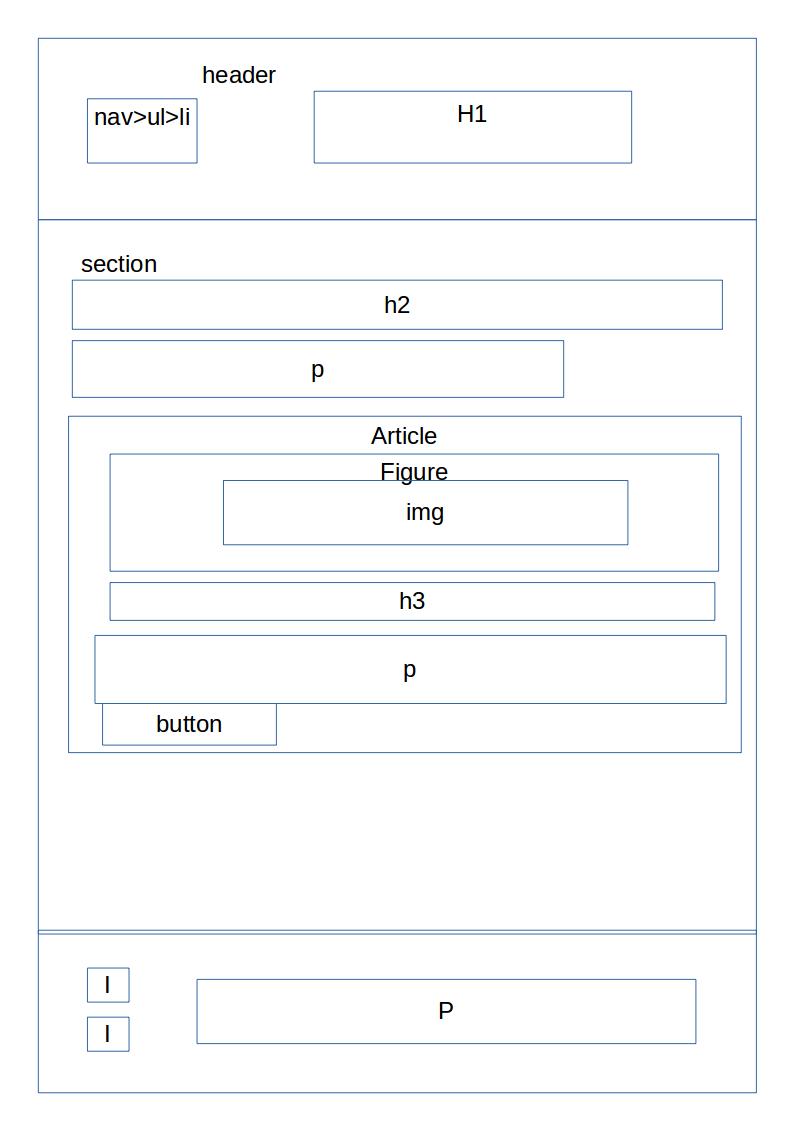 header
nav>ul>li
H1
section
h2
p
Article
Figure
img
h3
p
button
I
I
P